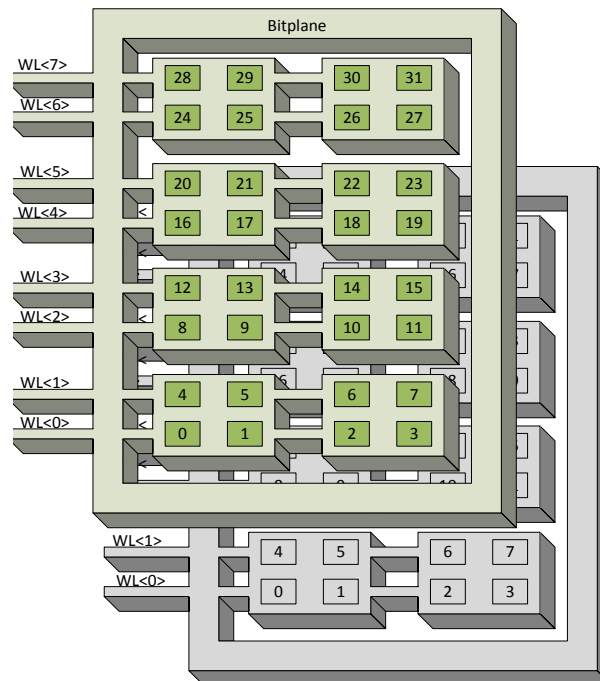 Bitplane
WL<7>
28 29 30 31
WL<6>
24 25 26 27
WL<5>
20 21 22 23
WL<4>
16 17 18 19
WL<3>
12 13 14 15
WL<2>
8 9 10 11
WL<1>
4 5 6 7
WL<0>
0 1 2 3
WL<1>
4 5 6 7
WL<0>
0 1 2 3